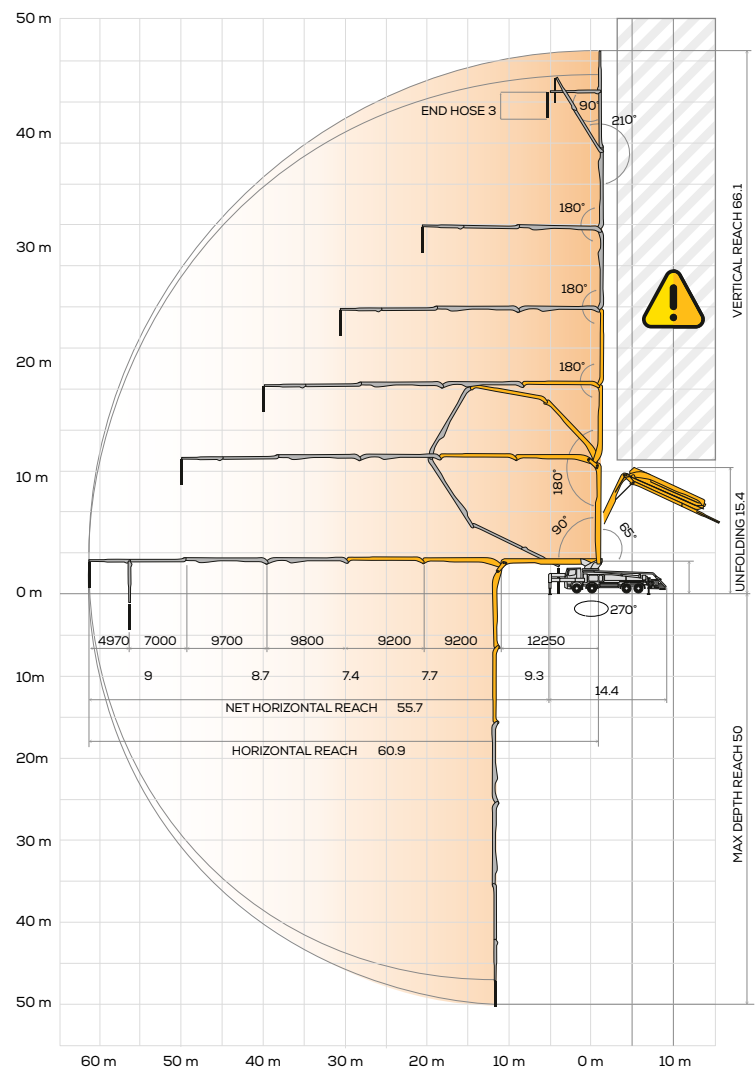 50 m
END HOSE 3
90°
210°
40 m
180°
30 m
180°
VERTICAL REACH 66.1
20 m
180°
10 m
180°
90°
65°
UNFOLDING 15.4
0 m
270°
4970 7000 9700 9800 9200 9200 12250
10m
9 8.7 7.4 7.7 9.3
14.4
NET HORIZONTAL REACH 55.7
HORIZONTAL REACH 60.9
20m
MAX DEPTH REACH 50
30 m
40 m
50 m
60 m 50 m 40 m 30 m 20 m 10 m 0 m 10 m